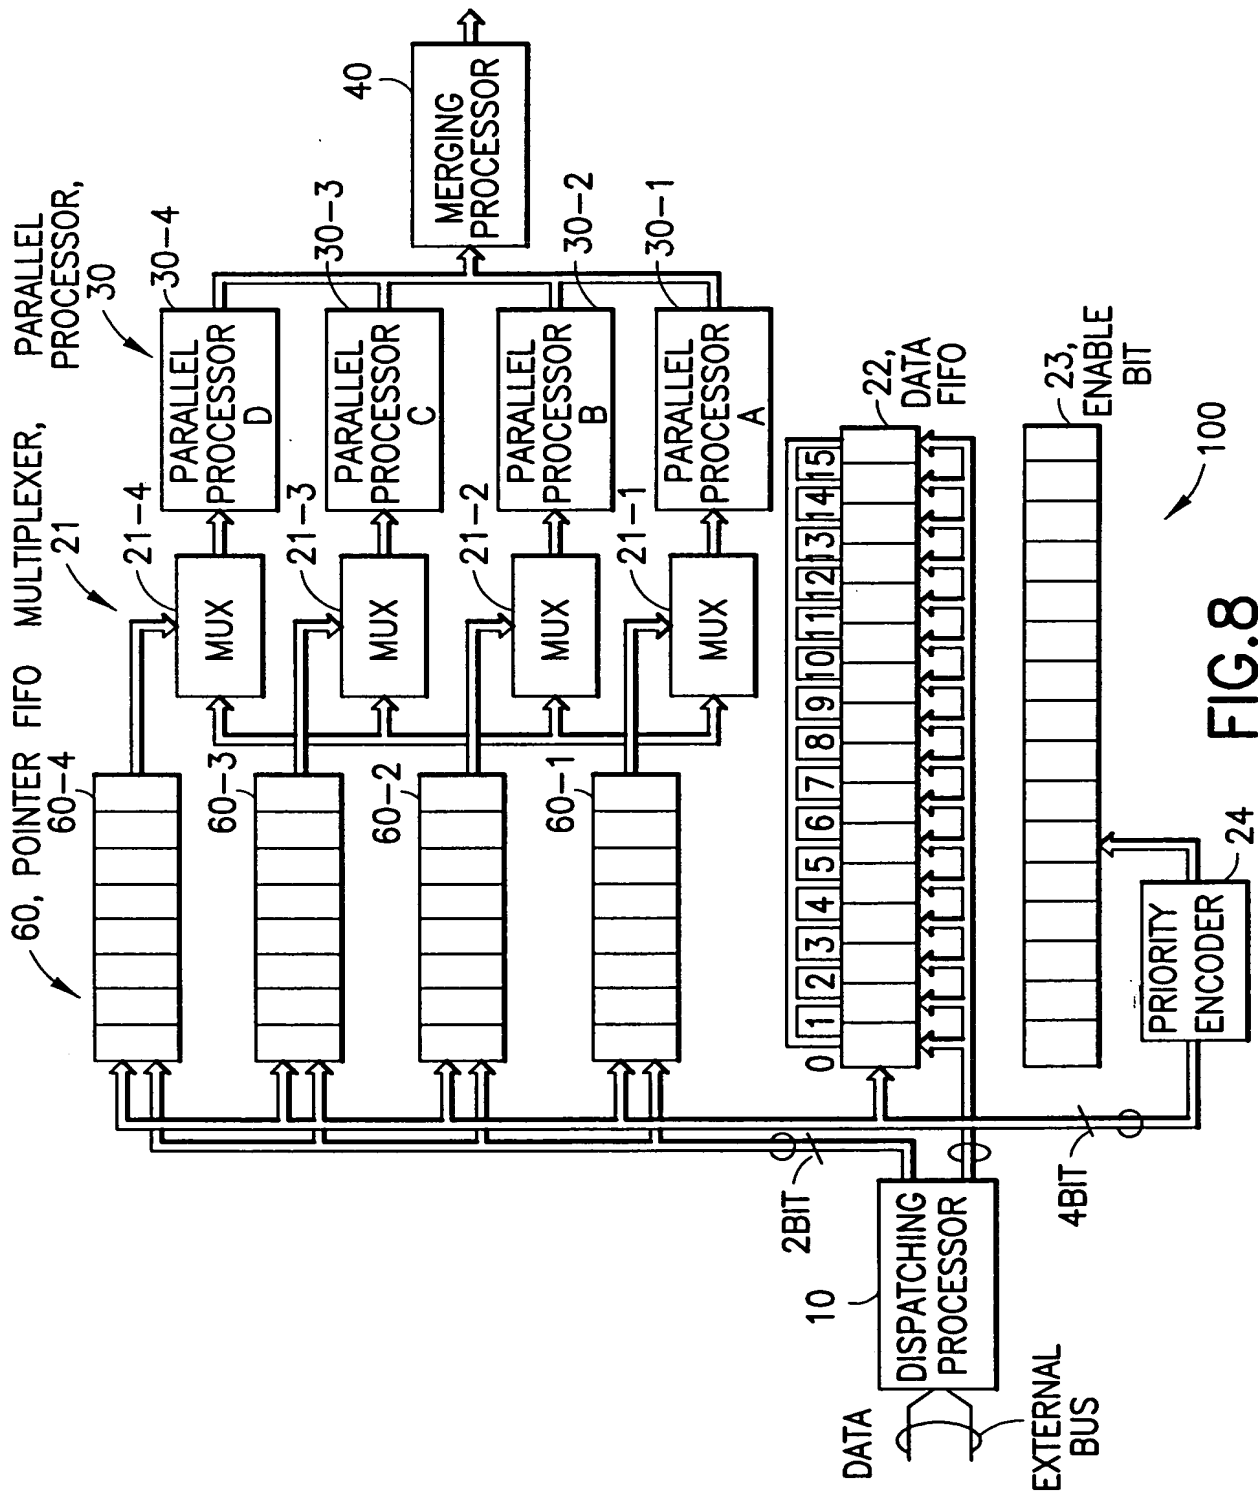 60, POINTER FIFO MULTIPLEXER,
21
PARALLEL
PROCESSOR,
30
60-4
21-4
30-4
MUX
PARALLEL
PROCESSOR
D
60-3
21-3
30-3
MUX
PARALLEL
PROCESSOR
C
40
MERGING
PROCESSOR
60-2
21-2
30-2
MUX
PARALLEL
PROCESSOR
B
60-1
21-1
30-1
MUX
PARALLEL
PROCESSOR
A
2BIT
0 1 2 3 4 5 6 7 8 9 10 11 12 13 14 15
22,
DATA
FIFO
10
DISPATCHING
PROCESSOR
DATA
EXTERNAL
BUS
4BIT
23,
ENABLE
BIT
PRIORITY
ENCODER
24
100
FIG.8